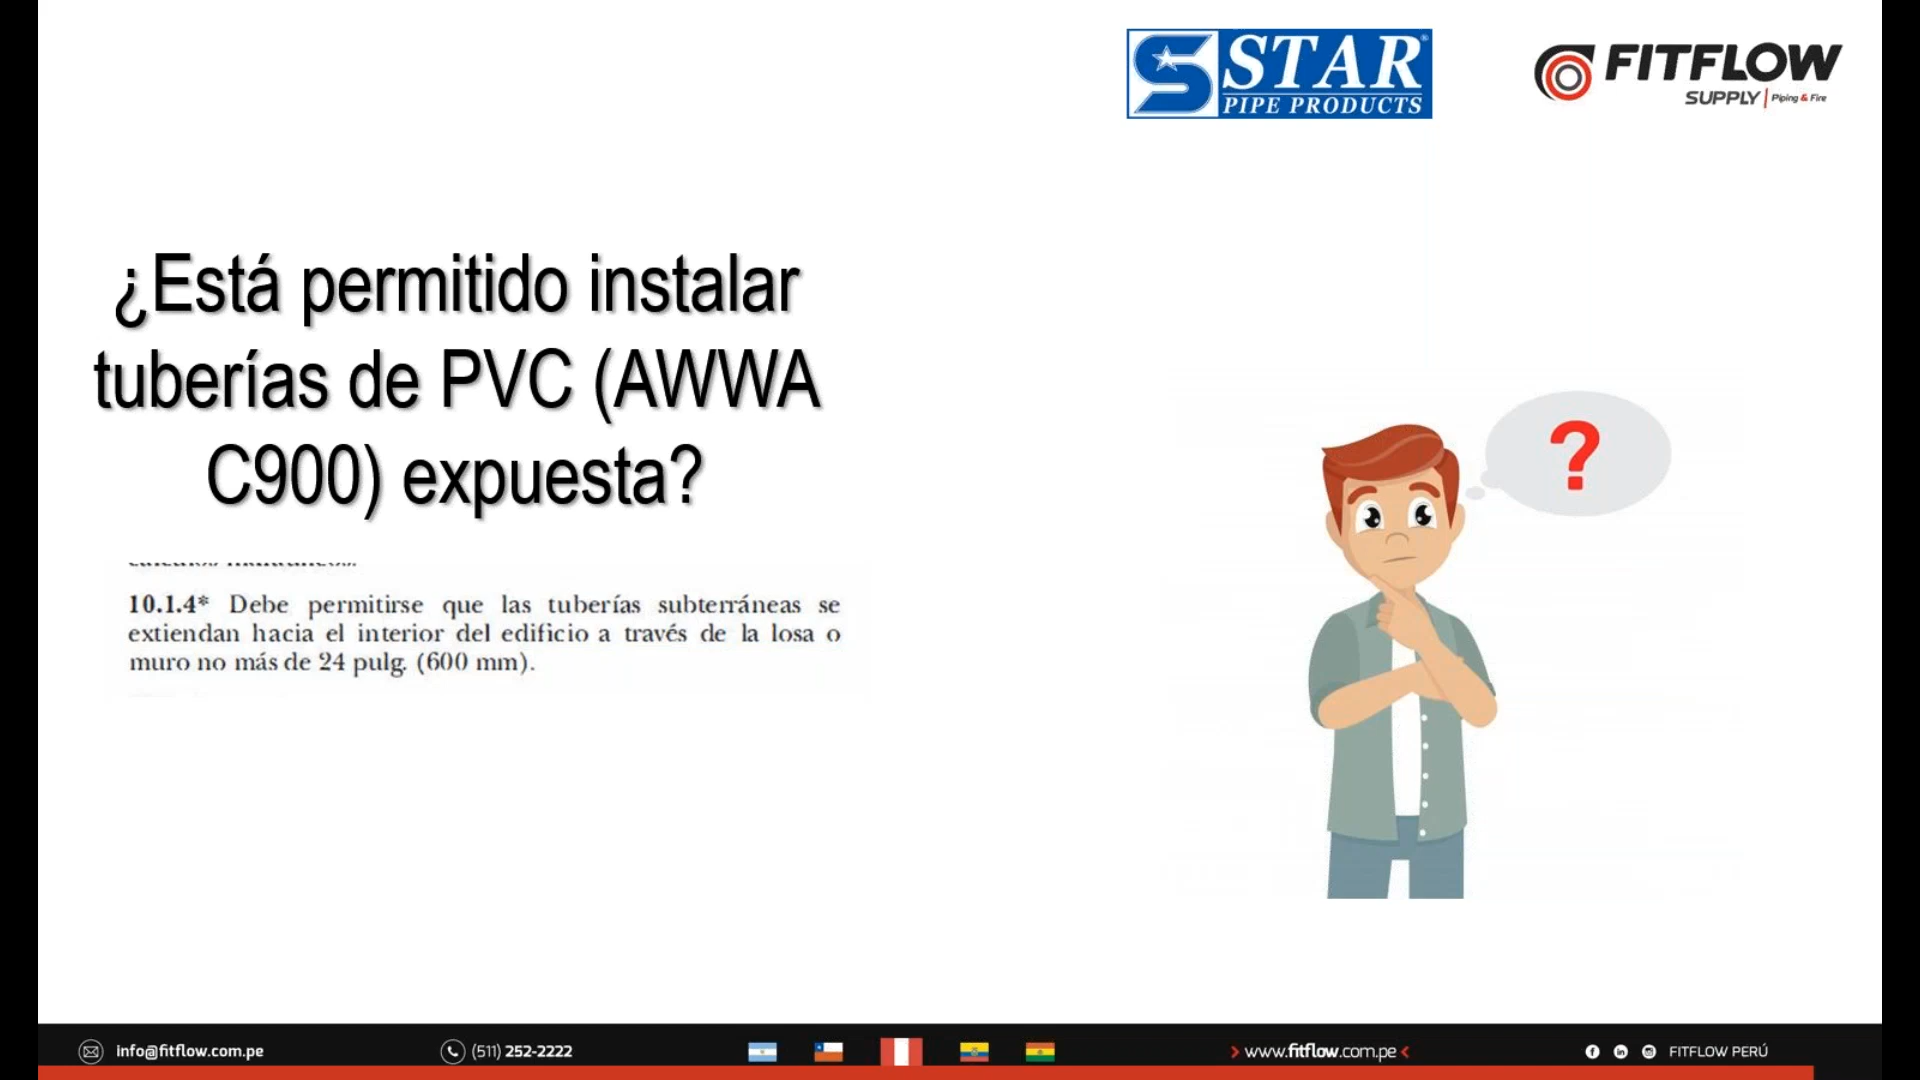 STAR
PIPE PRODUCTS
FITFLOW
SUPPLY | Piping & Fire
¿Está permitido instalar
tuberías de PVC (AWWA
C900) expuesta?
10.1.4* Debe permitirse que las tuberías subterráneas se
extiendan hacia el interior del edificio a través de la losa o
muro no más de 24 pulg. (600 mm).
?
info@fitflow.com.pe
(511) 252-2222
www.fitflow.com.pe
FITFLOW PERÚ